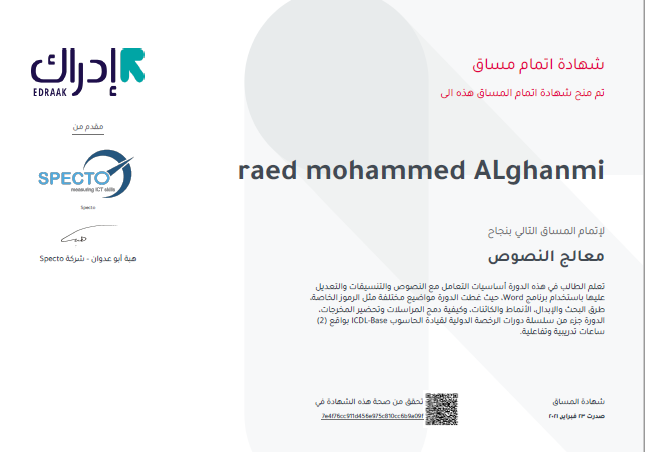 إدراك
EDRAAK
مقدم من
SPECTO
measuring ICT skills
Specto
هبة أبو عدوان - شركة Specto
شهادة اتمام مساق
تم منح شهادة اتمام المساق هذه الى
raed mohammed ALghanmi
لإتمام المساق التالي بنجاح
معالج النصوص
تعلم الطالب في هذه الدورة أساسيات التعامل مع النصوص والتنسيقات والتعديل
عليها باستخدام برنامج Word، حيث غطت الدورة مواضيع مختلفة مثل الرموز الخاصة،
طرق البحث والإبدال، الأنماط والكائنات، وكيفية دمج المراسلات وتحضير المخرجات.
الدورة جزء من سلسلة دورات الرخصة الدولية لقيادة الحاسوب ICDL-Base بواقع (2)
ساعات تدريبية وتفاعلية.
شهادة المساق
صدرت ٢٣ فبراير، ٢٠٢١
تحقق من صحة هذه الشهادة في
7e4f76cc911d456e975c810cc6b9a09f